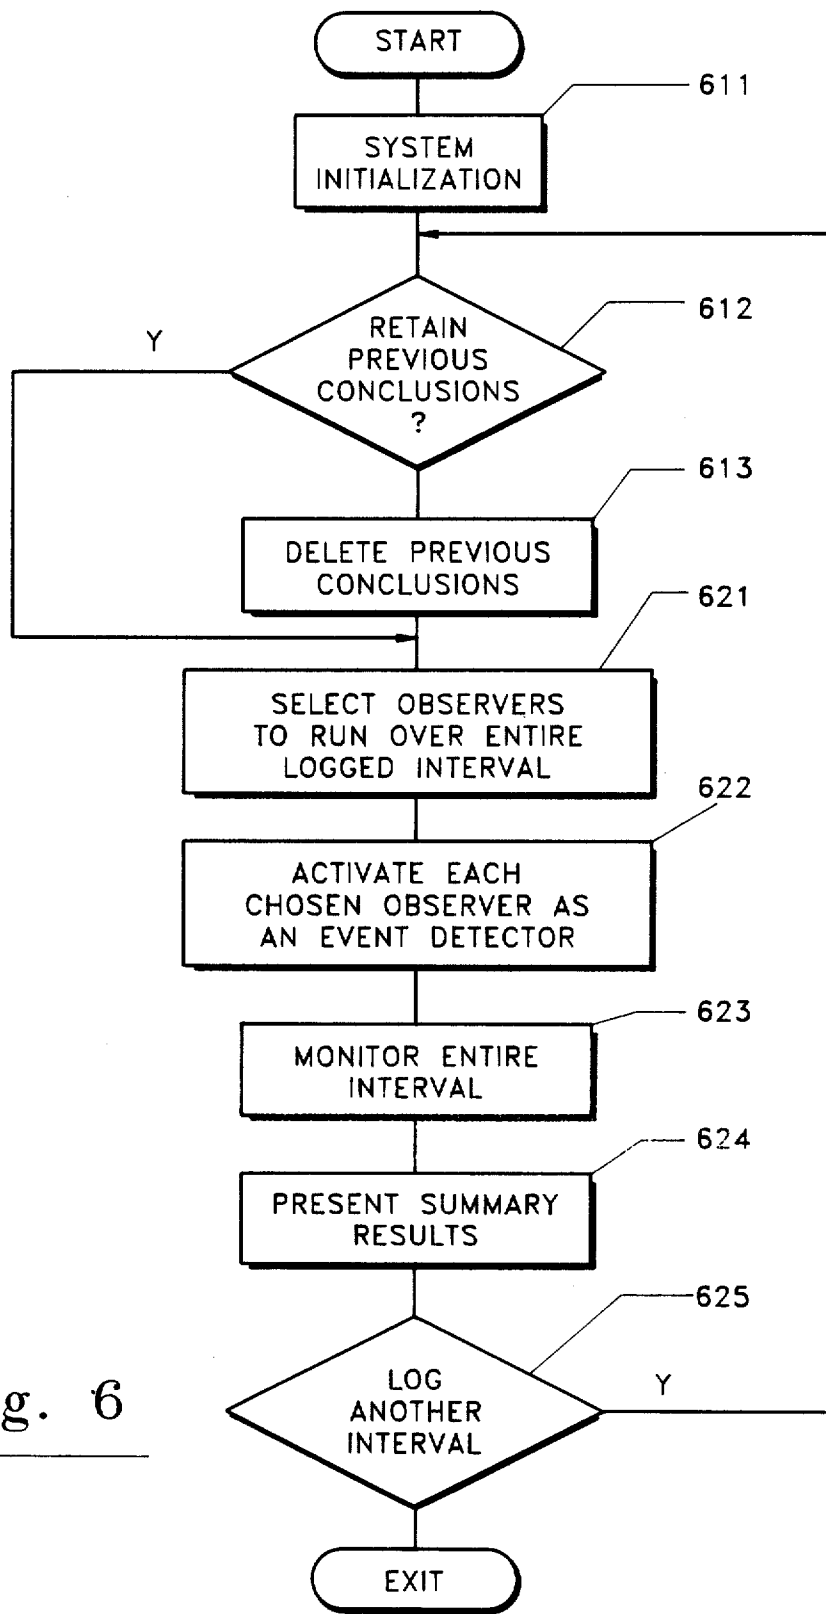 START
611
SYSTEM
INITIALIZATION
612
Y
RETAIN
PREVIOUS
CONCLUSIONS
?
613
DELETE PREVIOUS
CONCLUSIONS
621
SELECT OBSERVERS
TO RUN OVER ENTIRE
LOGGED INTERVAL
622
ACTIVATE EACH
CHOSEN OBSERVER AS
AN EVENT DETECTOR
623
MONITOR ENTIRE
INTERVAL
624
PRESENT SUMMARY
RESULTS
625
LOG
ANOTHER
INTERVAL
Y
g. 6
EXIT